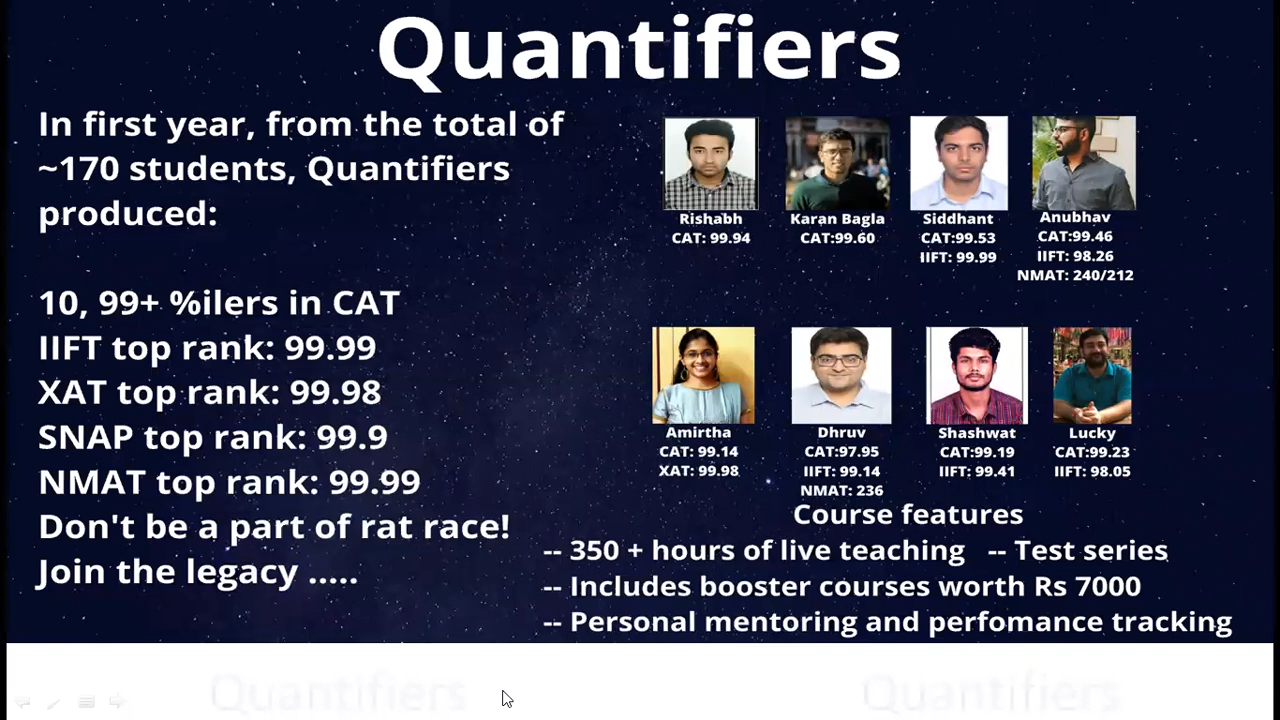 Quantifiers
In first year, from the total of
~170 students, Quantifiers
produced:
10, 99+ %ilers in CAT
IIFT top rank: 99.99
XAT top rank: 99.98
SNAP top rank: 99.9
NMAT top rank: 99.99
Don't be a part of rat race!
Join the legacy .....
Rishabh
CAT: 99.94
Karan Bagla
CAT:99.60
Siddhant
CAT:99.53
IIFT: 99.99
Anubhav
CAT:99.46
IIFT: 98.26
NMAT: 240/212
Amirtha
CAT: 99.14
XAT: 99.98
Dhruv
CAT:97.95
IIFT: 99.14
NMAT: 236
Shashwat
CAT:99.19
IIFT: 99.41
Lucky
CAT:99.23
IIFT: 98.05
Course features
-- 350 + hours of live teaching -- Test series
-- Includes booster courses worth Rs 7000
-- Personal mentoring and perfomance tracking
Quantifiers Quantifiers